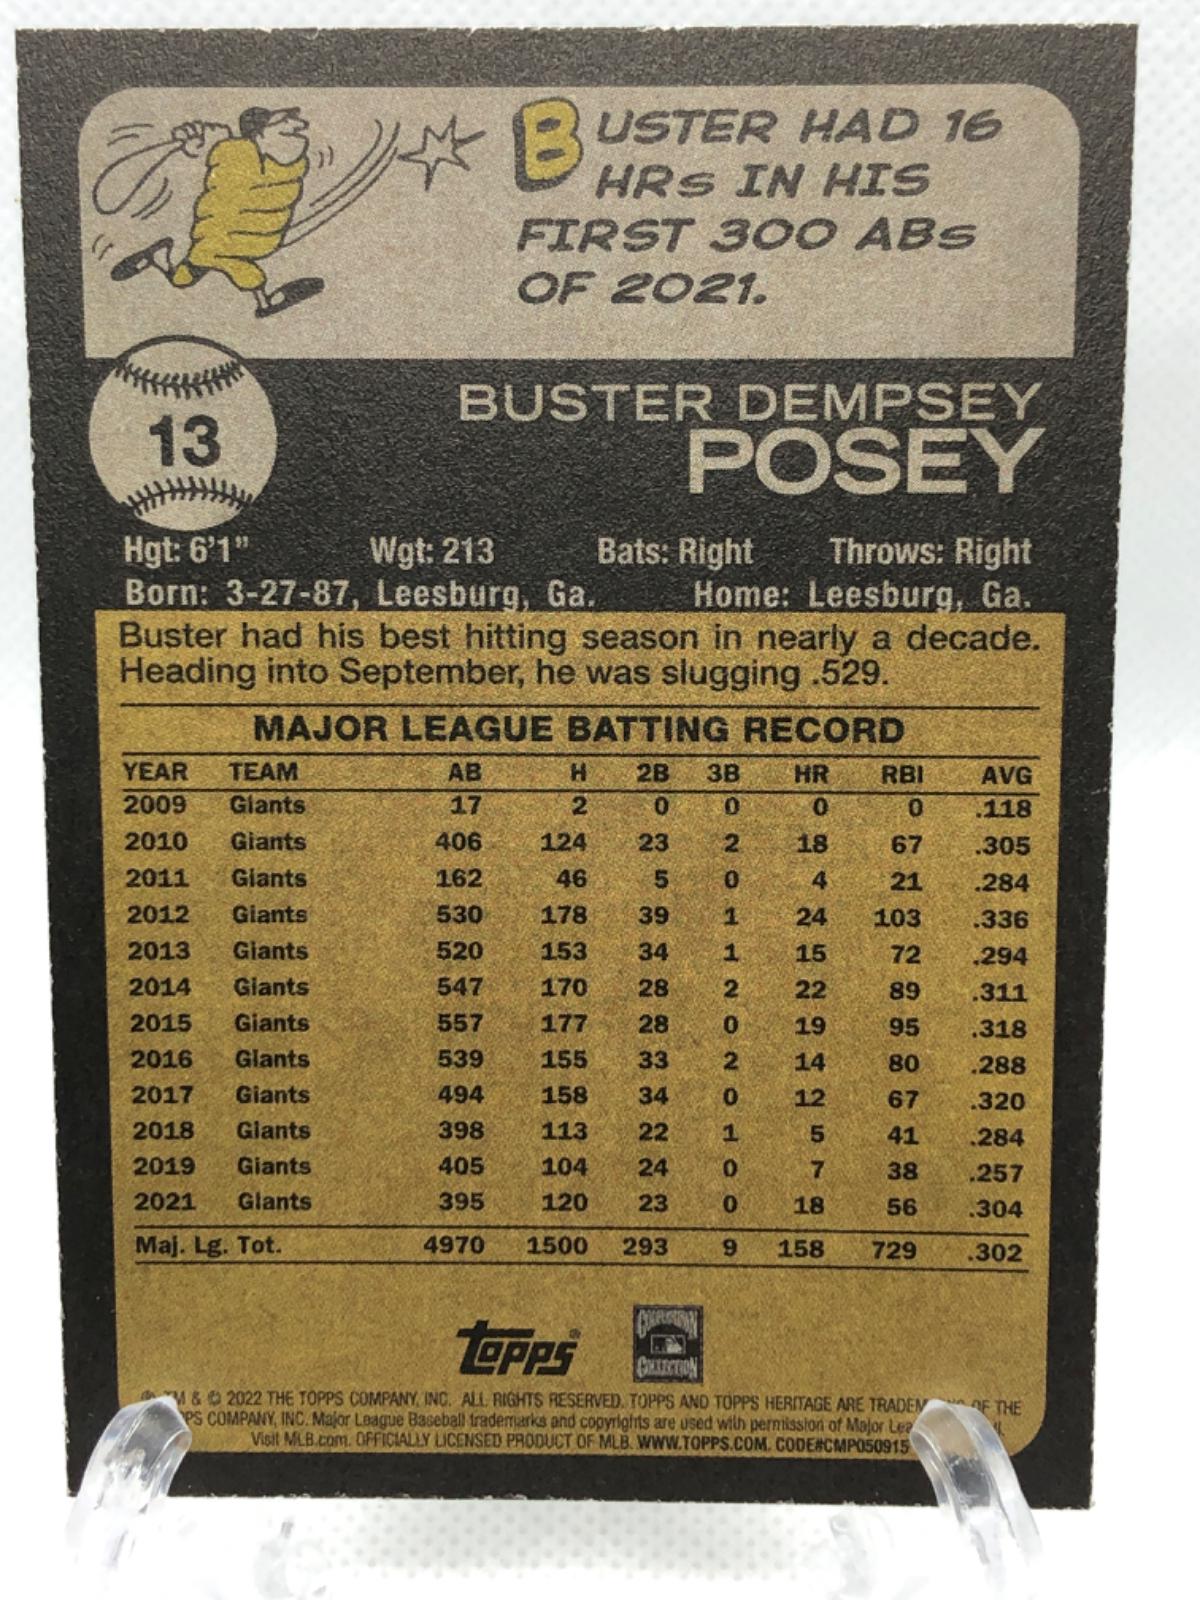 BUSTER HAD 16
HRs IN HIS
FIRST 300 ABs
OF 2021.
13
BUSTER DEMPSEY
POSEY
Hgt: 6'1" Wgt: 213 Bats: Right Throws: Right
Born: 3-27-87, Leesburg, Ga. Home: Leesburg, Ga.
Buster had his best hitting season in nearly a decade.
Heading into September, he was slugging .529.
MAJOR LEAGUE BATTING RECORD
YEAR TEAM AB H 2B 3B HR RBI AVG
2009 Giants 17 2 0 0 0 0 .118
2010 Giants 406 124 23 2 18 67 .305
2011 Giants 162 46 5 0 4 21 .284
2012 Giants 530 178 39 1 24 103 .336
2013 Giants 520 153 34 1 15 72 .294
2014 Giants 547 170 28 2 22 89 .311
2015 Giants 557 177 28 0 19 95 .318
2016 Giants 539 155 33 2 14 80 .288
2017 Giants 494 158 34 0 12 67 .320
2018 Giants 398 113 22 1 5 41 .284
2019 Giants 405 104 24 0 7 38 .257
2021 Giants 395 120 23 0 18 56 .304
Maj. Lg. Tot. 4970 1500 293 9 158 729 .302
Topps®
COOPERSTOWN
COLLECTION
® TM & © 2022 THE TOPPS COMPANY, INC. ALL RIGHTS RESERVED. TOPPS AND TOPPS HERITAGE ARE OF THE
COMPANY, INC. Major League Baseball trademarks and copyrights are used with permission of Major
Visit MLB.com. OFFICIALLY LICENSED PRODUCT OF MLB. WWW.TOPPS.COM. CODE#CMP050915